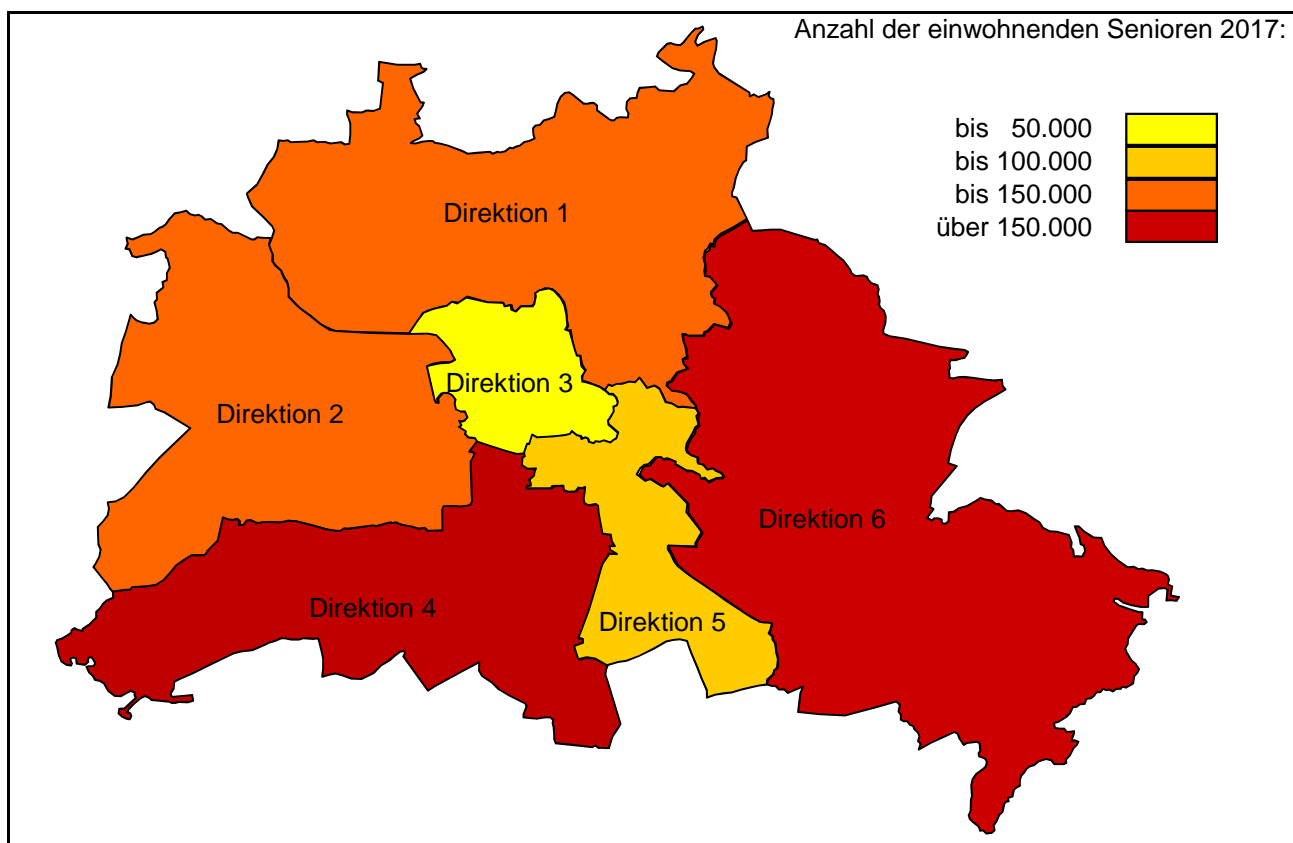 Anzahl der einwohnenden Senioren 2017:
bis 50.000
bis 100.000
bis 150.000
über 150.000
Direktion 1
Direktion 3
Direktion 2
Direktion 6
Direktion 4
Direktion 5